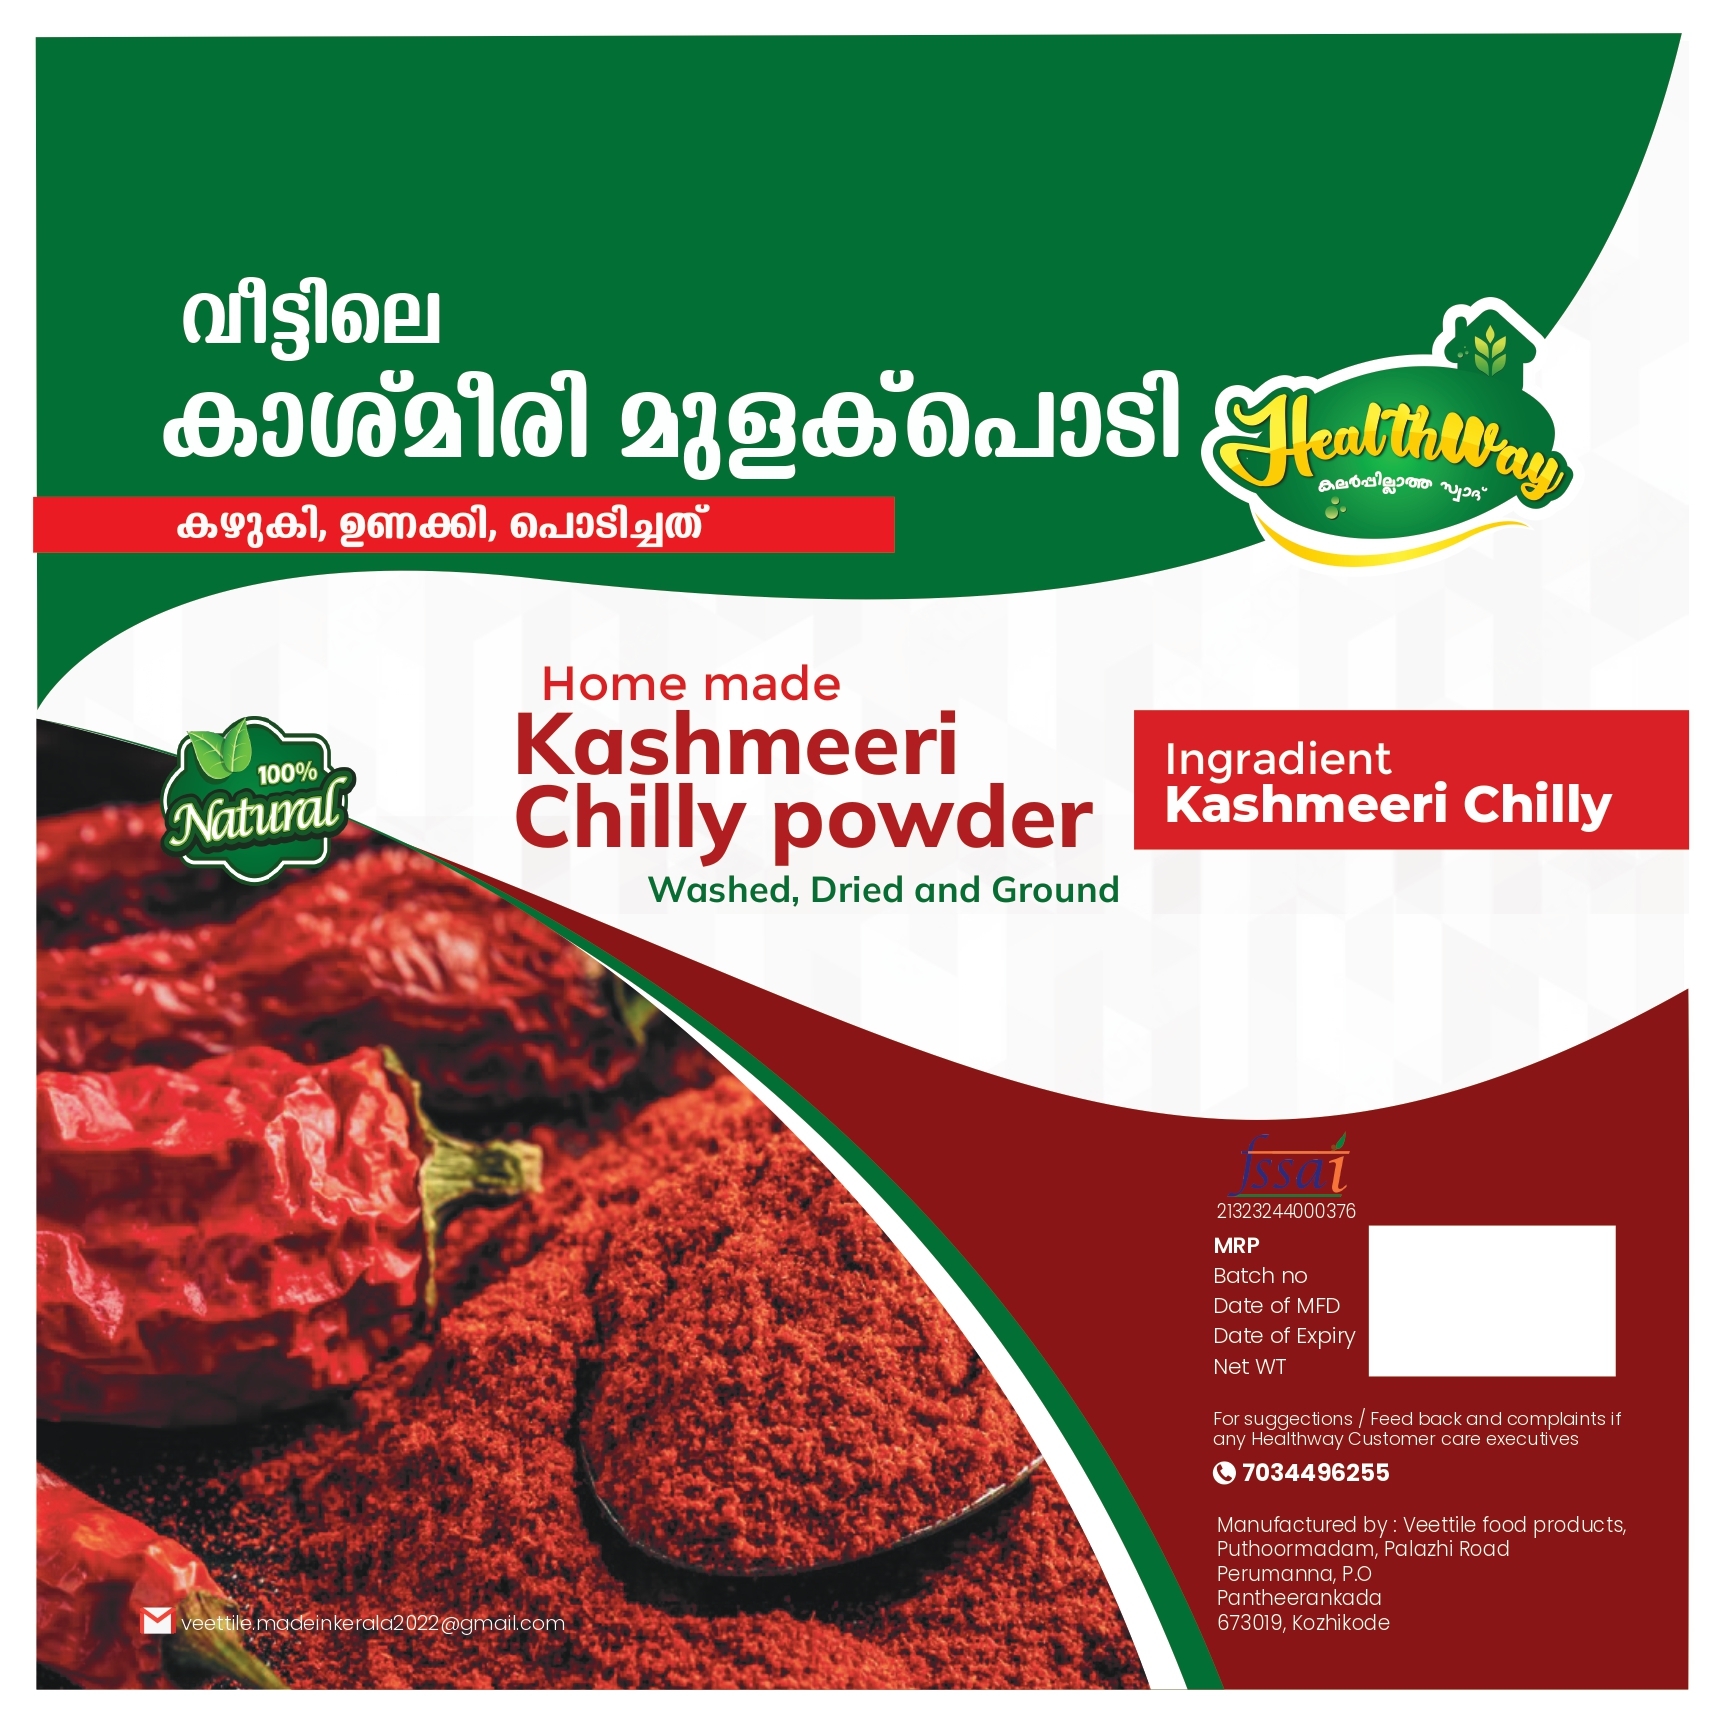 വീട്ടിലെ
കാശ്മീരി മുളക്പൊടി
കഴുകി, ഉണക്കി, പൊടിച്ചത്
HealthWay
കലർപ്പില്ലാത്ത സ്വാദ്
Home made
Kashmeeri
Chilly powder
Washed, Dried and Ground
100%
Natural
Ingradient
Kashmeeri Chilly
fssai
21323244000376
MRP
Batch no
Date of MFD
Date of Expiry
Net WT
For suggestions / Feed back and complaints if
any Healthway Customer care executives
7034496255
Manufactured by : Veettile food products,
Puthoormadam, Palazhi Road
Perumanna, P.O
Pantheerankada
673019, Kozhikode
veettile.madeinkerala2022@gmail.com